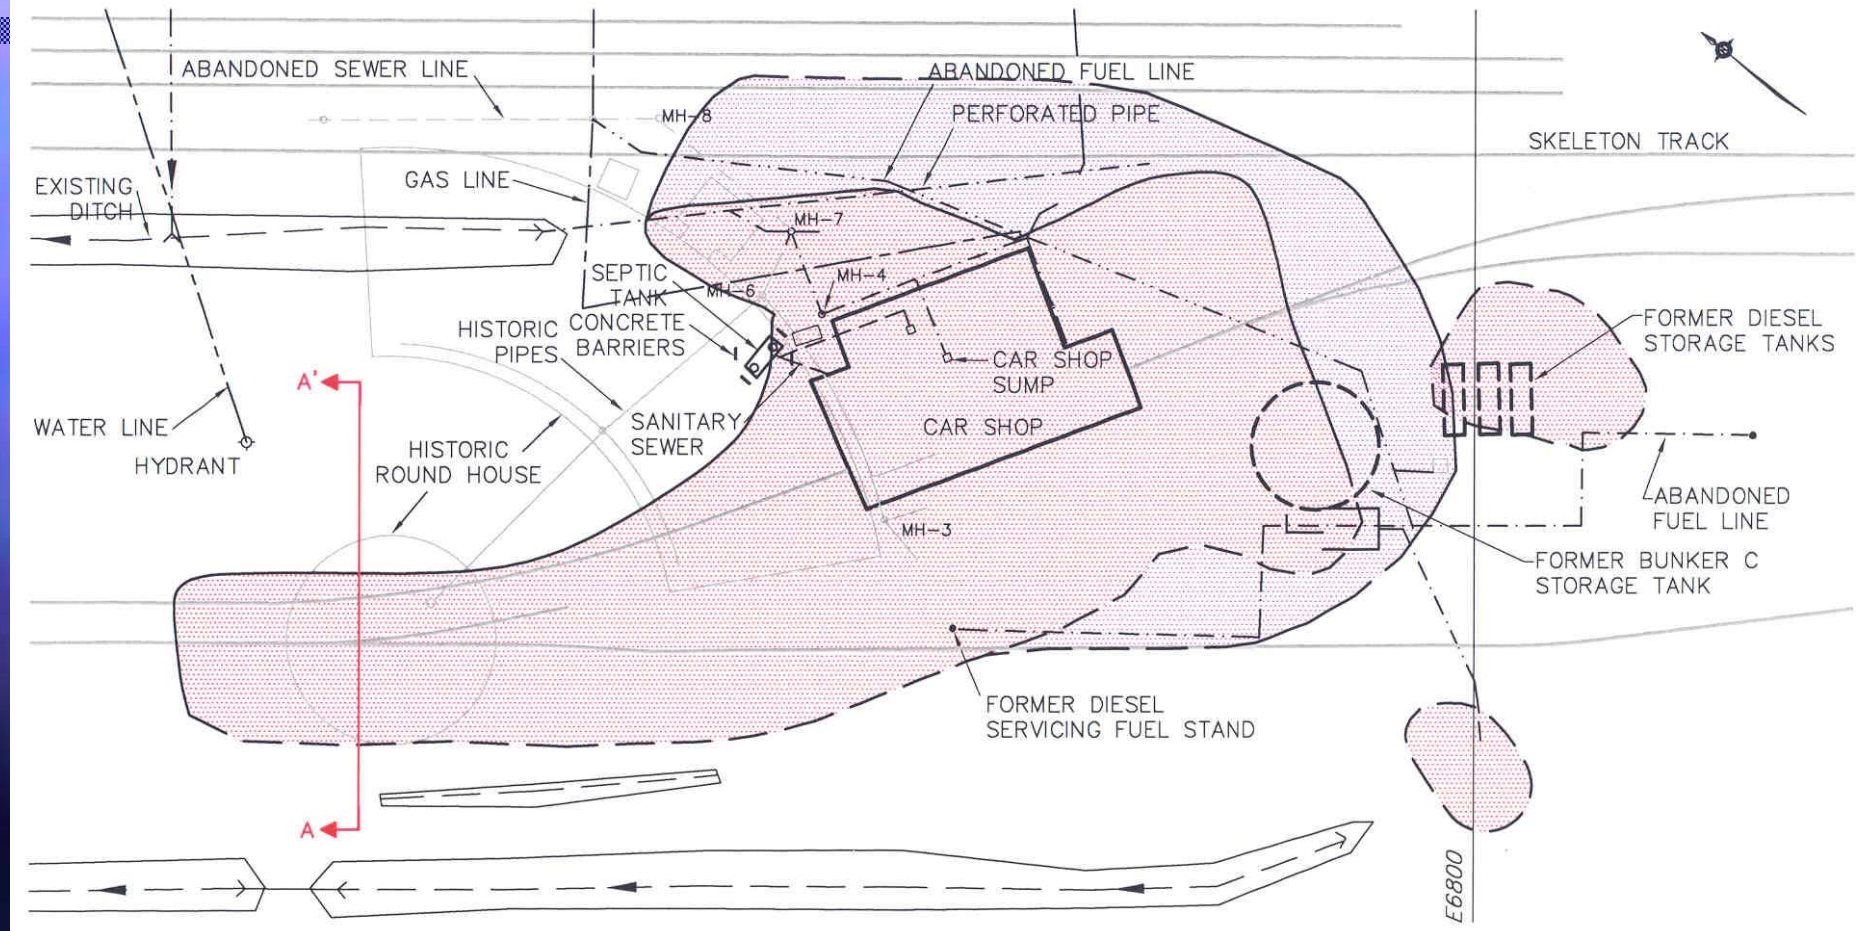 ABANDONED SEWER LINE
ABANDONED FUEL LINE
MH-8
PERFORATED PIPE
SKELETON TRACK
EXISTING
DITCH
GAS LINE
MH-7
SEPTIC
TANK
MH-4
MH-6
HISTORIC
PIPES
CONCRETE
BARRIERS
FORMER DIESEL
STORAGE TANKS
CAR SHOP
SUMP
A'
WATER LINE
SANITARY
SEWER
CAR SHOP
HYDRANT
HISTORIC
ROUND HOUSE
ABANDONED
FUEL LINE
MH-3
FORMER BUNKER C
STORAGE TANK
FORMER DIESEL
SERVICING FUEL STAND
A
E6800